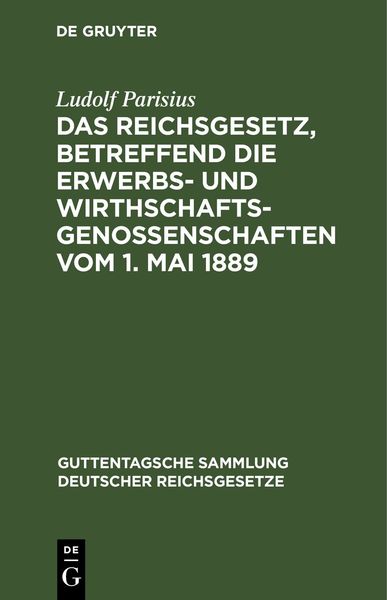 DE GRUYTER
Ludolf Parisius
DAS REICHSGESETZ,
BETREFFEND DIE
ERWERBS- UND
WIRTHSCHAFTS-
GENOSSENSCHAFTEN
VOM 1. MAI 1889
GUTTENTAGSCHE SAMMLUNG
DEUTSCHER REICHSGESETZE
DE
G